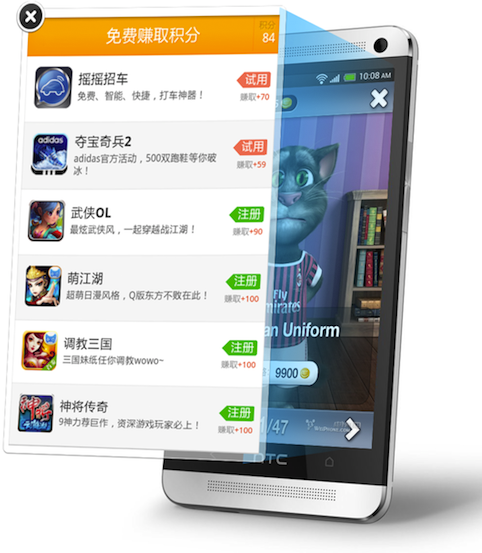 免费赚取积分
积分
84
摇摇招车
免费、智能、快捷，打车神器！
试用
赚取+70
adidas
夺宝奇兵2
adidas官方活动，500双跑鞋等你破
冰！
试用
赚取+59
武侠OL
最炫武侠风，一起穿越战江湖！
注册
赚取+90
萌江湖
超萌日漫风格，Q版东方不败在此！
注册
赚取+100
调教三国
三国妹纸任你调教wowo~
注册
赚取+100
神将传奇
9神力荐巨作，资深游戏玩家必上！
注册
赚取+100
10:08 AM
Fly
Emirates
an Uniform
9900
1/47
HTC